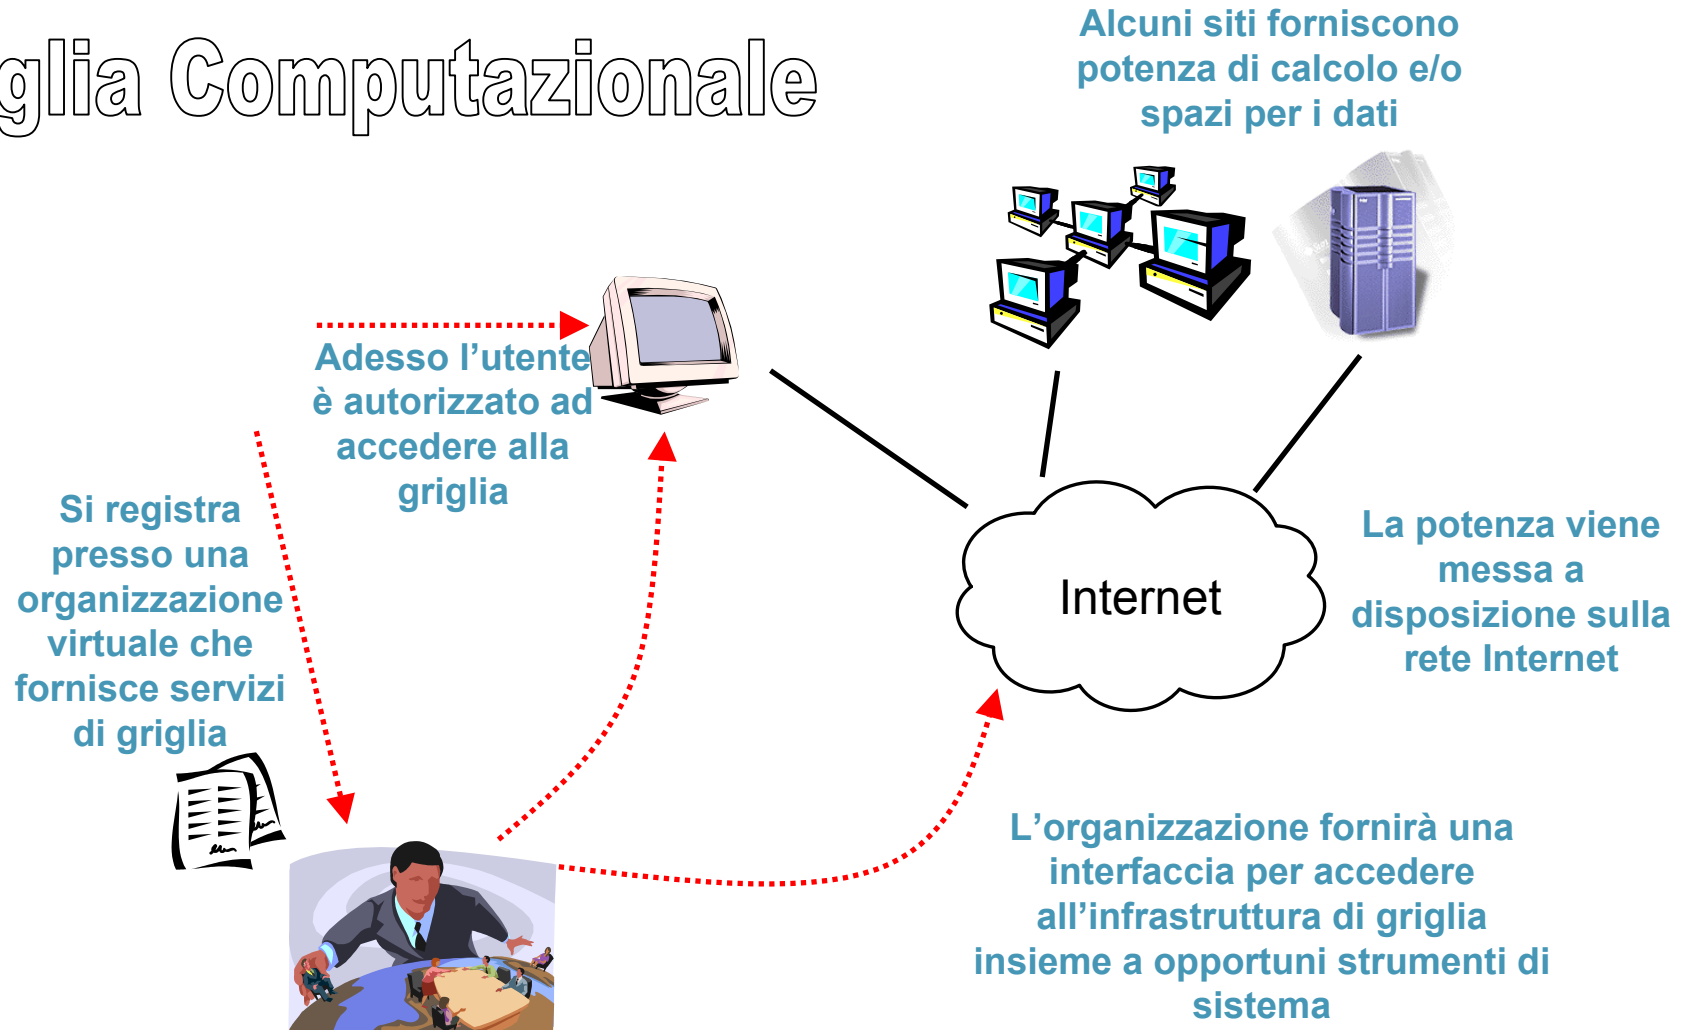 glia Computazionale
Alcuni siti forniscono
potenza di calcolo e/o
spazi per i dati
Adesso l’utente
è autorizzato ad
accedere alla
griglia
Si registra
presso una
organizzazione
virtuale che
fornisce servizi
di griglia
Internet
La potenza viene
messa a
disposizione sulla
rete Internet
L’organizzazione fornirà una
interfaccia per accedere
all’infrastruttura di griglia
insieme a opportuni strumenti di
sistema